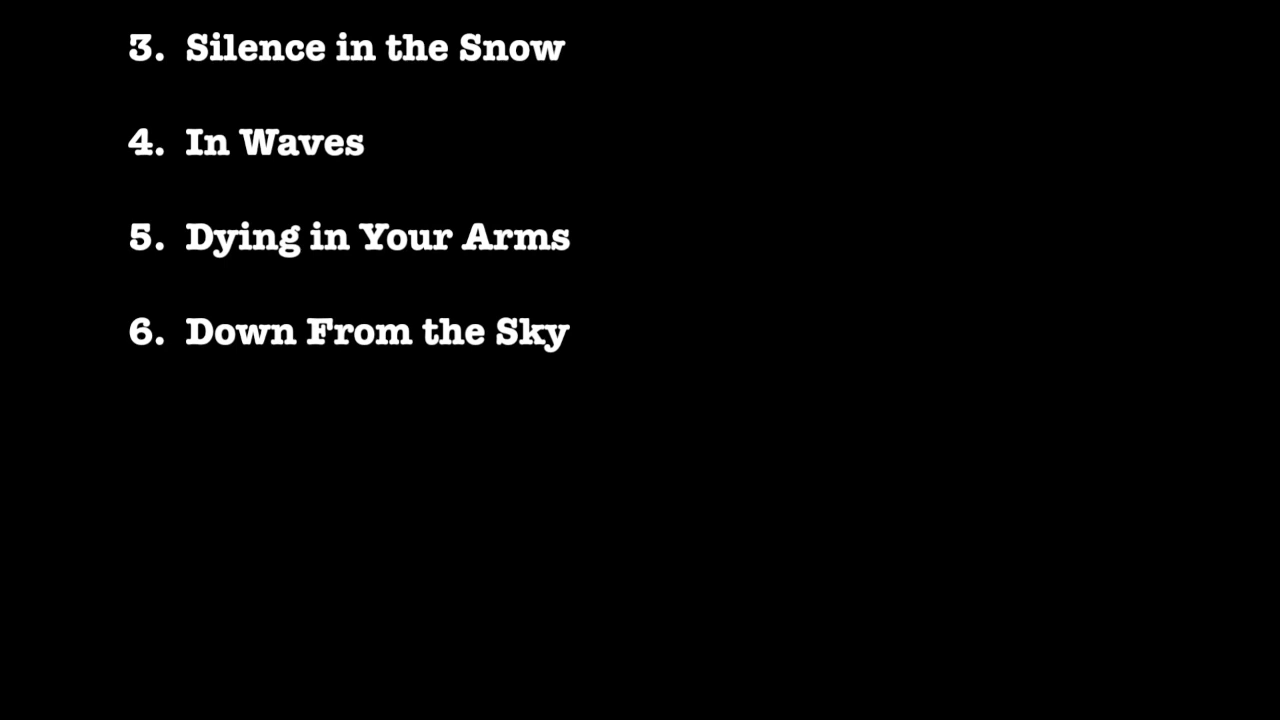 3. Silence in the Snow
4. In Waves
5. Dying in Your Arms
6. Down From the Sky